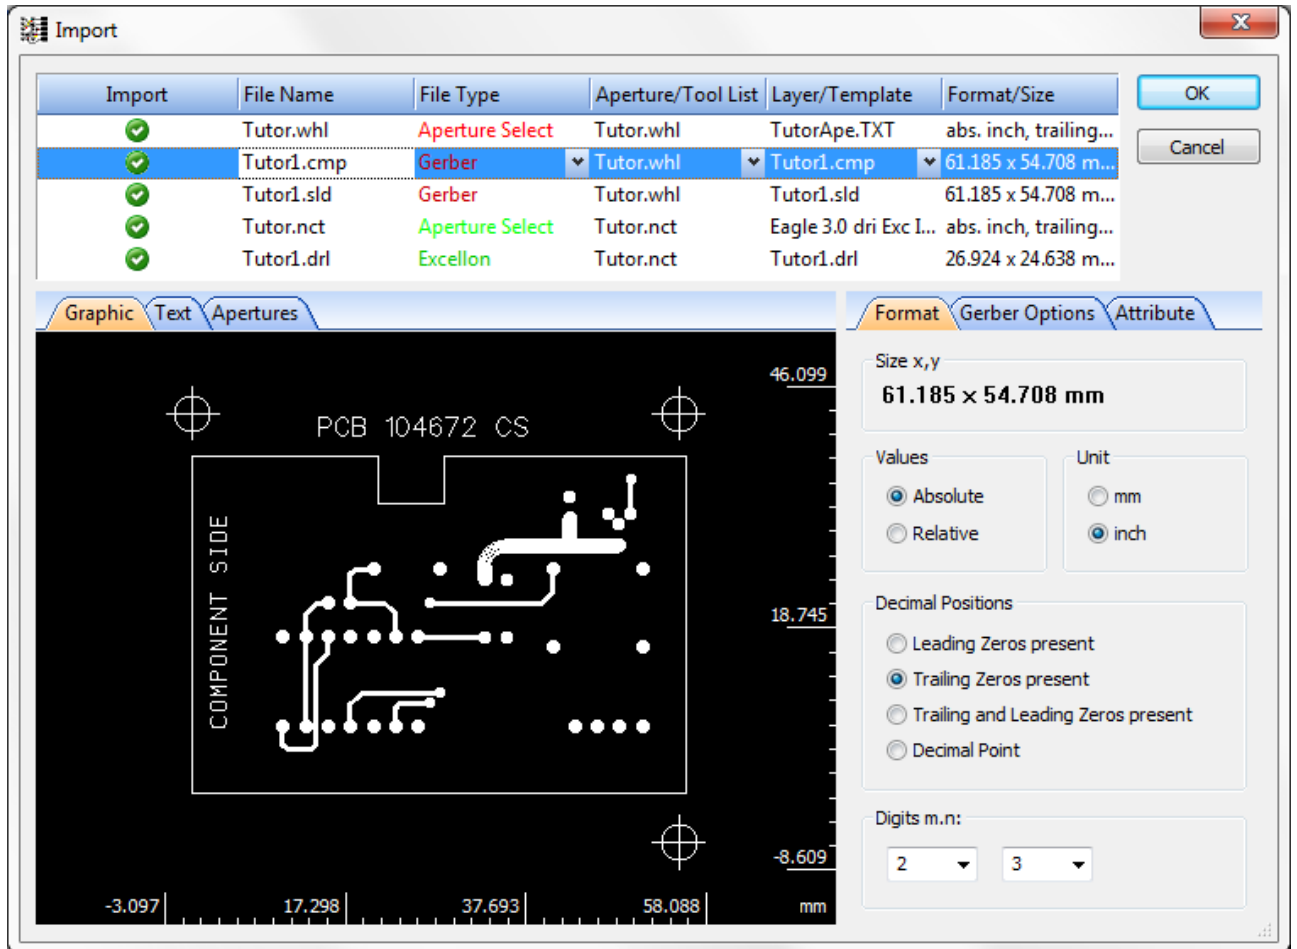 Import
Import File Name File Type Aperture/Tool List Layer/Template Format/Size
Tutor.whl Aperture Select Tutor.whl TutorApe.TXT abs. inch, trailing...
Tutor1.cmp Gerber Tutor.whl Tutor1.cmp 61.185 x 54.708 m...
Tutor1.sld Gerber Tutor.whl Tutor1.sld 61.185 x 54.708 m...
Tutor.nct Aperture Select Tutor.nct Eagle 3.0 dri Exc I... abs. inch, trailing...
Tutor1.drl Excellon Tutor.nct Tutor1.drl 26.924 x 24.638 m...
OK
Cancel
Graphic Text Apertures
PCB 104672 CS
COMPONENT SIDE
46.099
18.745
-8.609
-3.097 17.298 37.693 58.088 mm
Format Gerber Options Attribute
Size x,y
61.185 x 54.708 mm
Values
Absolute
Relative
Unit
mm
inch
Decimal Positions
Leading Zeros present
Trailing Zeros present
Trailing and Leading Zeros present
Decimal Point
Digits m.n:
2 3